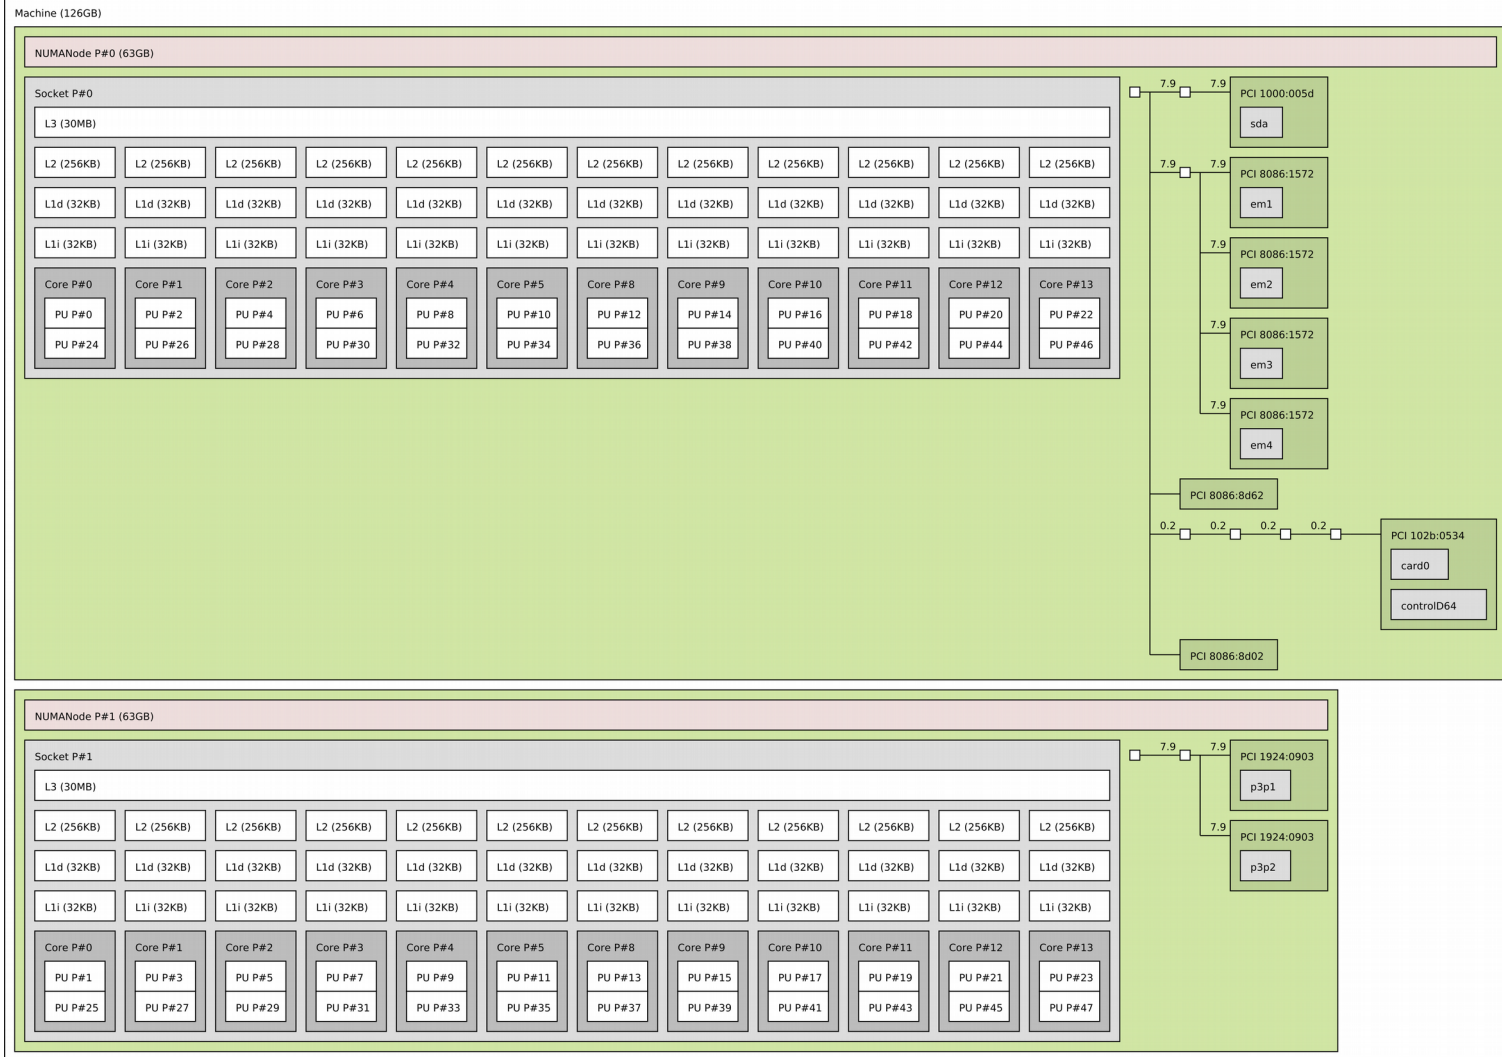 Machine (126GB)
NUMANode P#0 (63GB)
Socket P#0
L3 (30MB)
L2 (256KB) L2 (256KB) L2 (256KB) L2 (256KB) L2 (256KB) L2 (256KB) L2 (256KB) L2 (256KB) L2 (256KB) L2 (256KB) L2 (256KB) L2 (256KB)
L1d (32KB) L1d (32KB) L1d (32KB) L1d (32KB) L1d (32KB) L1d (32KB) L1d (32KB) L1d (32KB) L1d (32KB) L1d (32KB) L1d (32KB) L1d (32KB)
L1i (32KB) L1i (32KB) L1i (32KB) L1i (32KB) L1i (32KB) L1i (32KB) L1i (32KB) L1i (32KB) L1i (32KB) L1i (32KB) L1i (32KB) L1i (32KB)
Core P#0 Core P#1 Core P#2 Core P#3 Core P#4 Core P#5 Core P#8 Core P#9 Core P#10 Core P#11 Core P#12 Core P#13
PU P#0 PU P#2 PU P#4 PU P#6 PU P#8 PU P#10 PU P#12 PU P#14 PU P#16 PU P#18 PU P#20 PU P#22
PU P#24 PU P#26 PU P#28 PU P#30 PU P#32 PU P#34 PU P#36 PU P#38 PU P#40 PU P#42 PU P#44 PU P#46
7.9 7.9 PCI 1000:005d
sda
7.9 7.9 PCI 8086:1572
em1
7.9 PCI 8086:1572
em2
7.9 PCI 8086:1572
em3
7.9 PCI 8086:1572
em4
PCI 8086:8d62
0.2 0.2 0.2 0.2 PCI 102b:0534
card0
controlD64
PCI 8086:8d02
NUMANode P#1 (63GB)
Socket P#1
L3 (30MB)
L2 (256KB) L2 (256KB) L2 (256KB) L2 (256KB) L2 (256KB) L2 (256KB) L2 (256KB) L2 (256KB) L2 (256KB) L2 (256KB) L2 (256KB) L2 (256KB)
L1d (32KB) L1d (32KB) L1d (32KB) L1d (32KB) L1d (32KB) L1d (32KB) L1d (32KB) L1d (32KB) L1d (32KB) L1d (32KB) L1d (32KB) L1d (32KB)
L1i (32KB) L1i (32KB) L1i (32KB) L1i (32KB) L1i (32KB) L1i (32KB) L1i (32KB) L1i (32KB) L1i (32KB) L1i (32KB) L1i (32KB) L1i (32KB)
Core P#0 Core P#1 Core P#2 Core P#3 Core P#4 Core P#5 Core P#8 Core P#9 Core P#10 Core P#11 Core P#12 Core P#13
PU P#1 PU P#3 PU P#5 PU P#7 PU P#9 PU P#11 PU P#13 PU P#15 PU P#17 PU P#19 PU P#21 PU P#23
PU P#25 PU P#27 PU P#29 PU P#31 PU P#33 PU P#35 PU P#37 PU P#39 PU P#41 PU P#43 PU P#45 PU P#47
7.9 7.9 PCI 1924:0903
p3p1
7.9 PCI 1924:0903
p3p2